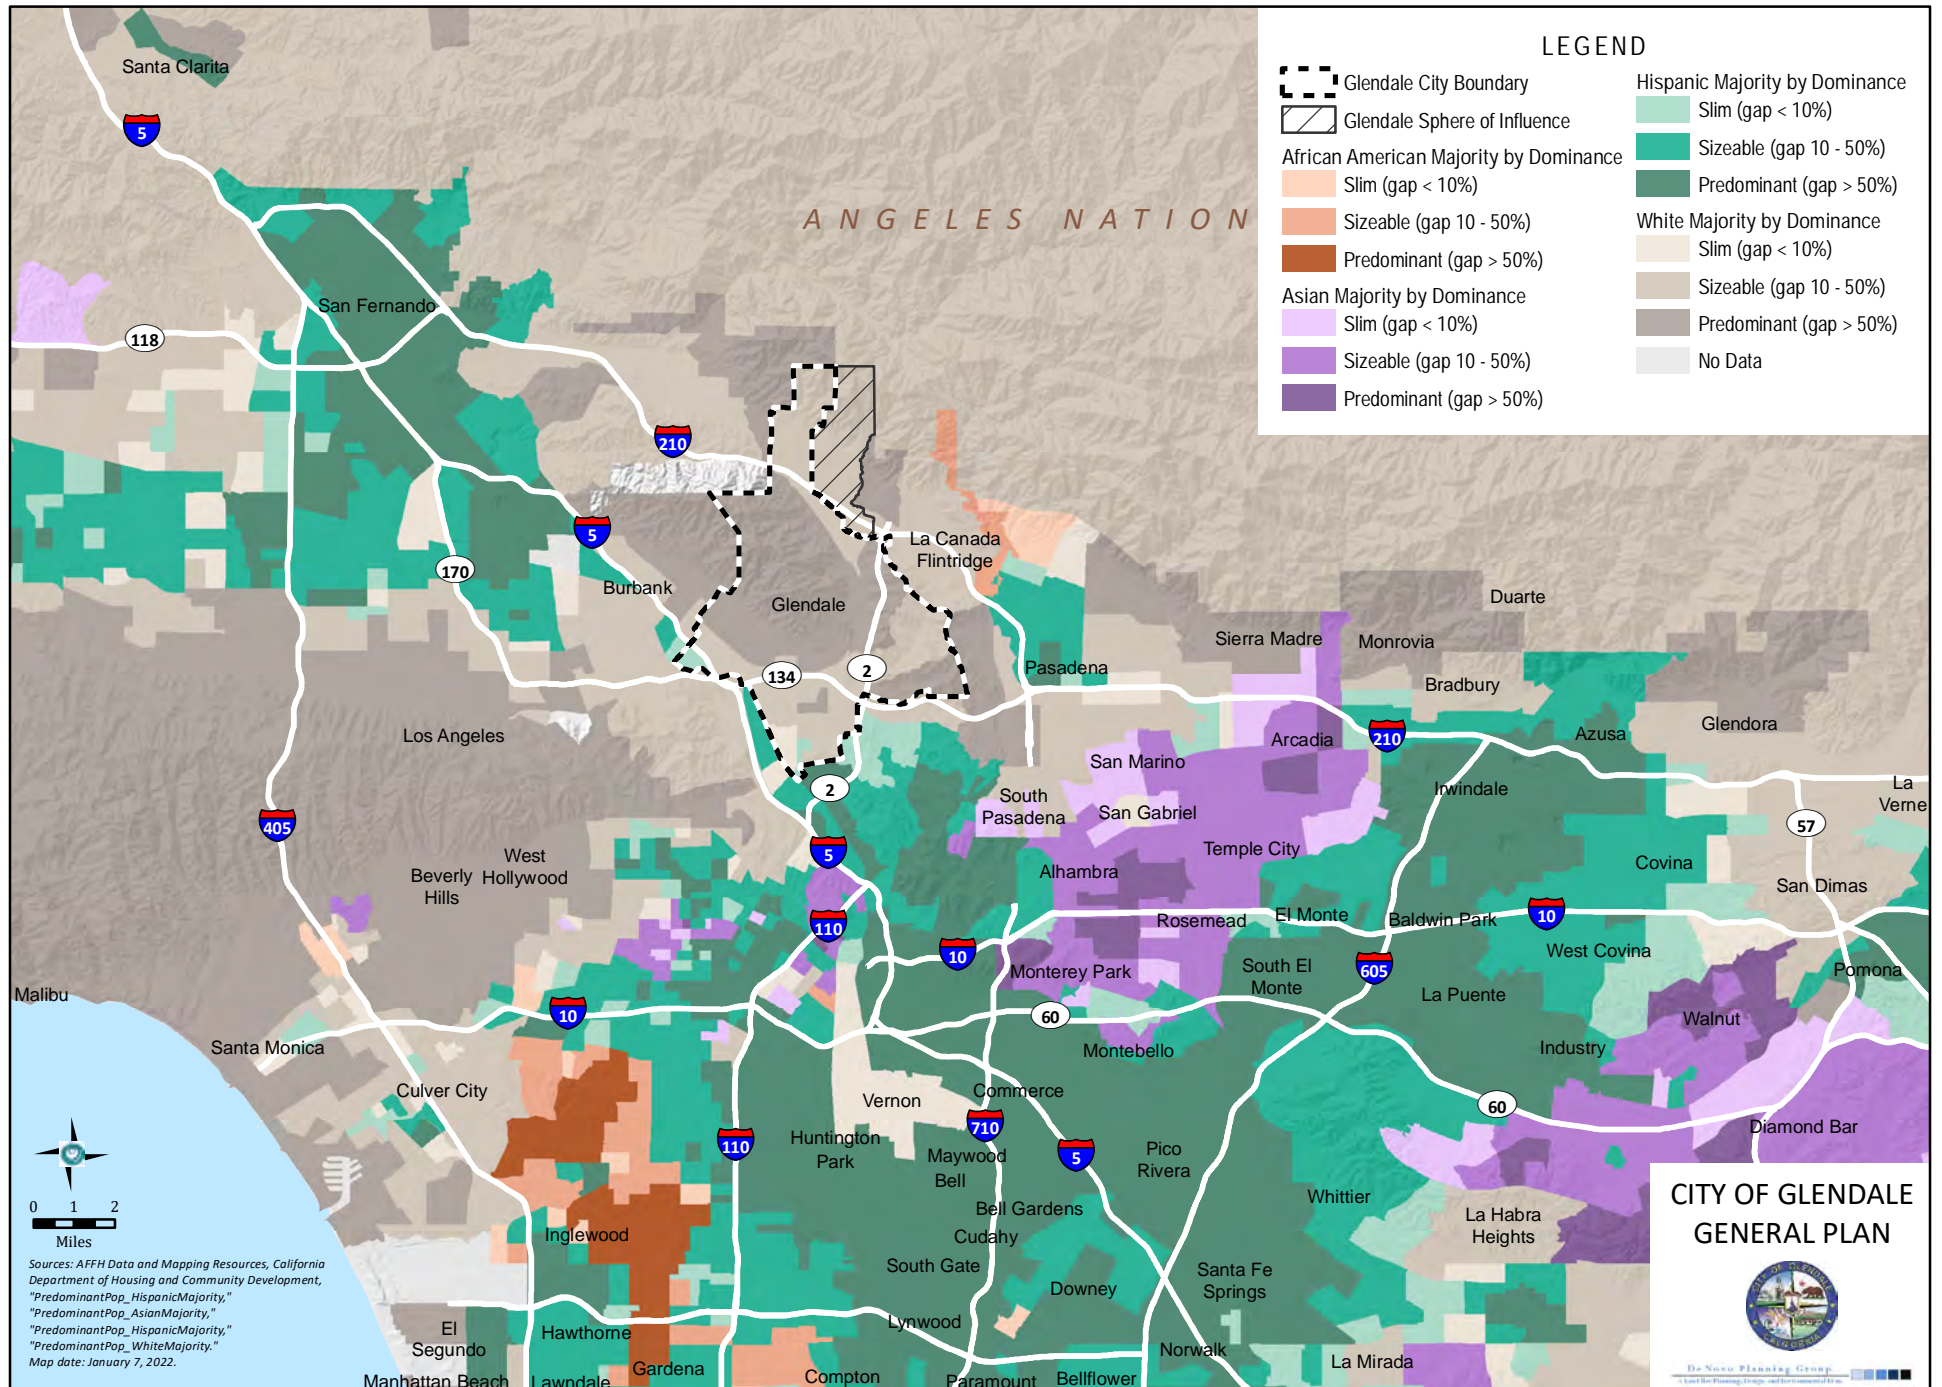 LEGEND
Glendale City Boundary
Glendale Sphere of Influence
African American Majority by Dominance
Slim (gap < 10%)
Sizeable (gap 10 - 50%)
Predominant (gap > 50%)
Asian Majority by Dominance
Slim (gap < 10%)
Sizeable (gap 10 - 50%)
Predominant (gap > 50%)
Hispanic Majority by Dominance
Slim (gap < 10%)
Sizeable (gap 10 - 50%)
Predominant (gap > 50%)
White Majority by Dominance
Slim (gap < 10%)
Sizeable (gap 10 - 50%)
Predominant (gap > 50%)
No Data
Santa Clarita
5
ANGELES NATION
San Fernando
118
210
5
La Canada
Flintridge
170
Burbank
Glendale
Duarte
Sierra Madre
Monrovia
134
2
Pasadena
Bradbury
Los Angeles
Glendora
Azusa
Arcadia
210
San Marino
2
Irwindale
South
Pasadena
San Gabriel
La
Verne
405
57
5
Temple City
West
Hollywood
Beverly
Hills
Alhambra
Covina
San Dimas
110
Rosemead
El Monte
Baldwin Park
10
10
West Covina
Monterey Park
South El
Monte
605
Pomona
Malibu
La Puente
10
60
Walnut
Santa Monica
Montebello
Industry
Culver City
Commerce
Vernon
60
710
Diamond Bar
Huntington
Park
110
Maywood
Bell
5
Pico
Rivera
Whittier
Bell Gardens
La Habra
Heights
Inglewood
Cudahy
South Gate
Santa Fe
Springs
Downey
Lynwood
El
Segundo
Hawthorne
Norwalk
La Mirada
Gardena
Manhattan Beach
Lawndale
Compton
Paramount
Bellflower
0 1 2
Miles
Sources: AFFH Data and Mapping Resources, California
Department of Housing and Community Development,
"PredominantPop_HispanicMajority,"
"PredominantPop_AsianMajority,"
"PredominantPop_HispanicMajority,"
"PredominantPop_WhiteMajority."
Map date: January 7, 2022.
CITY OF GLENDALE
GENERAL PLAN
CITY OF GLENDALE
CALIFORNIA
De Novo Planning Group